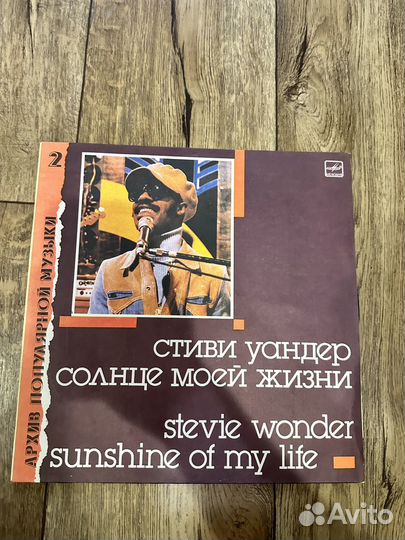 2
АРХИВ ПОПУЛЯРНОЙ МУЗЫКИ
стиви уандер
солнце моей жизни
stevie wonder
sunshine of my life
Avito